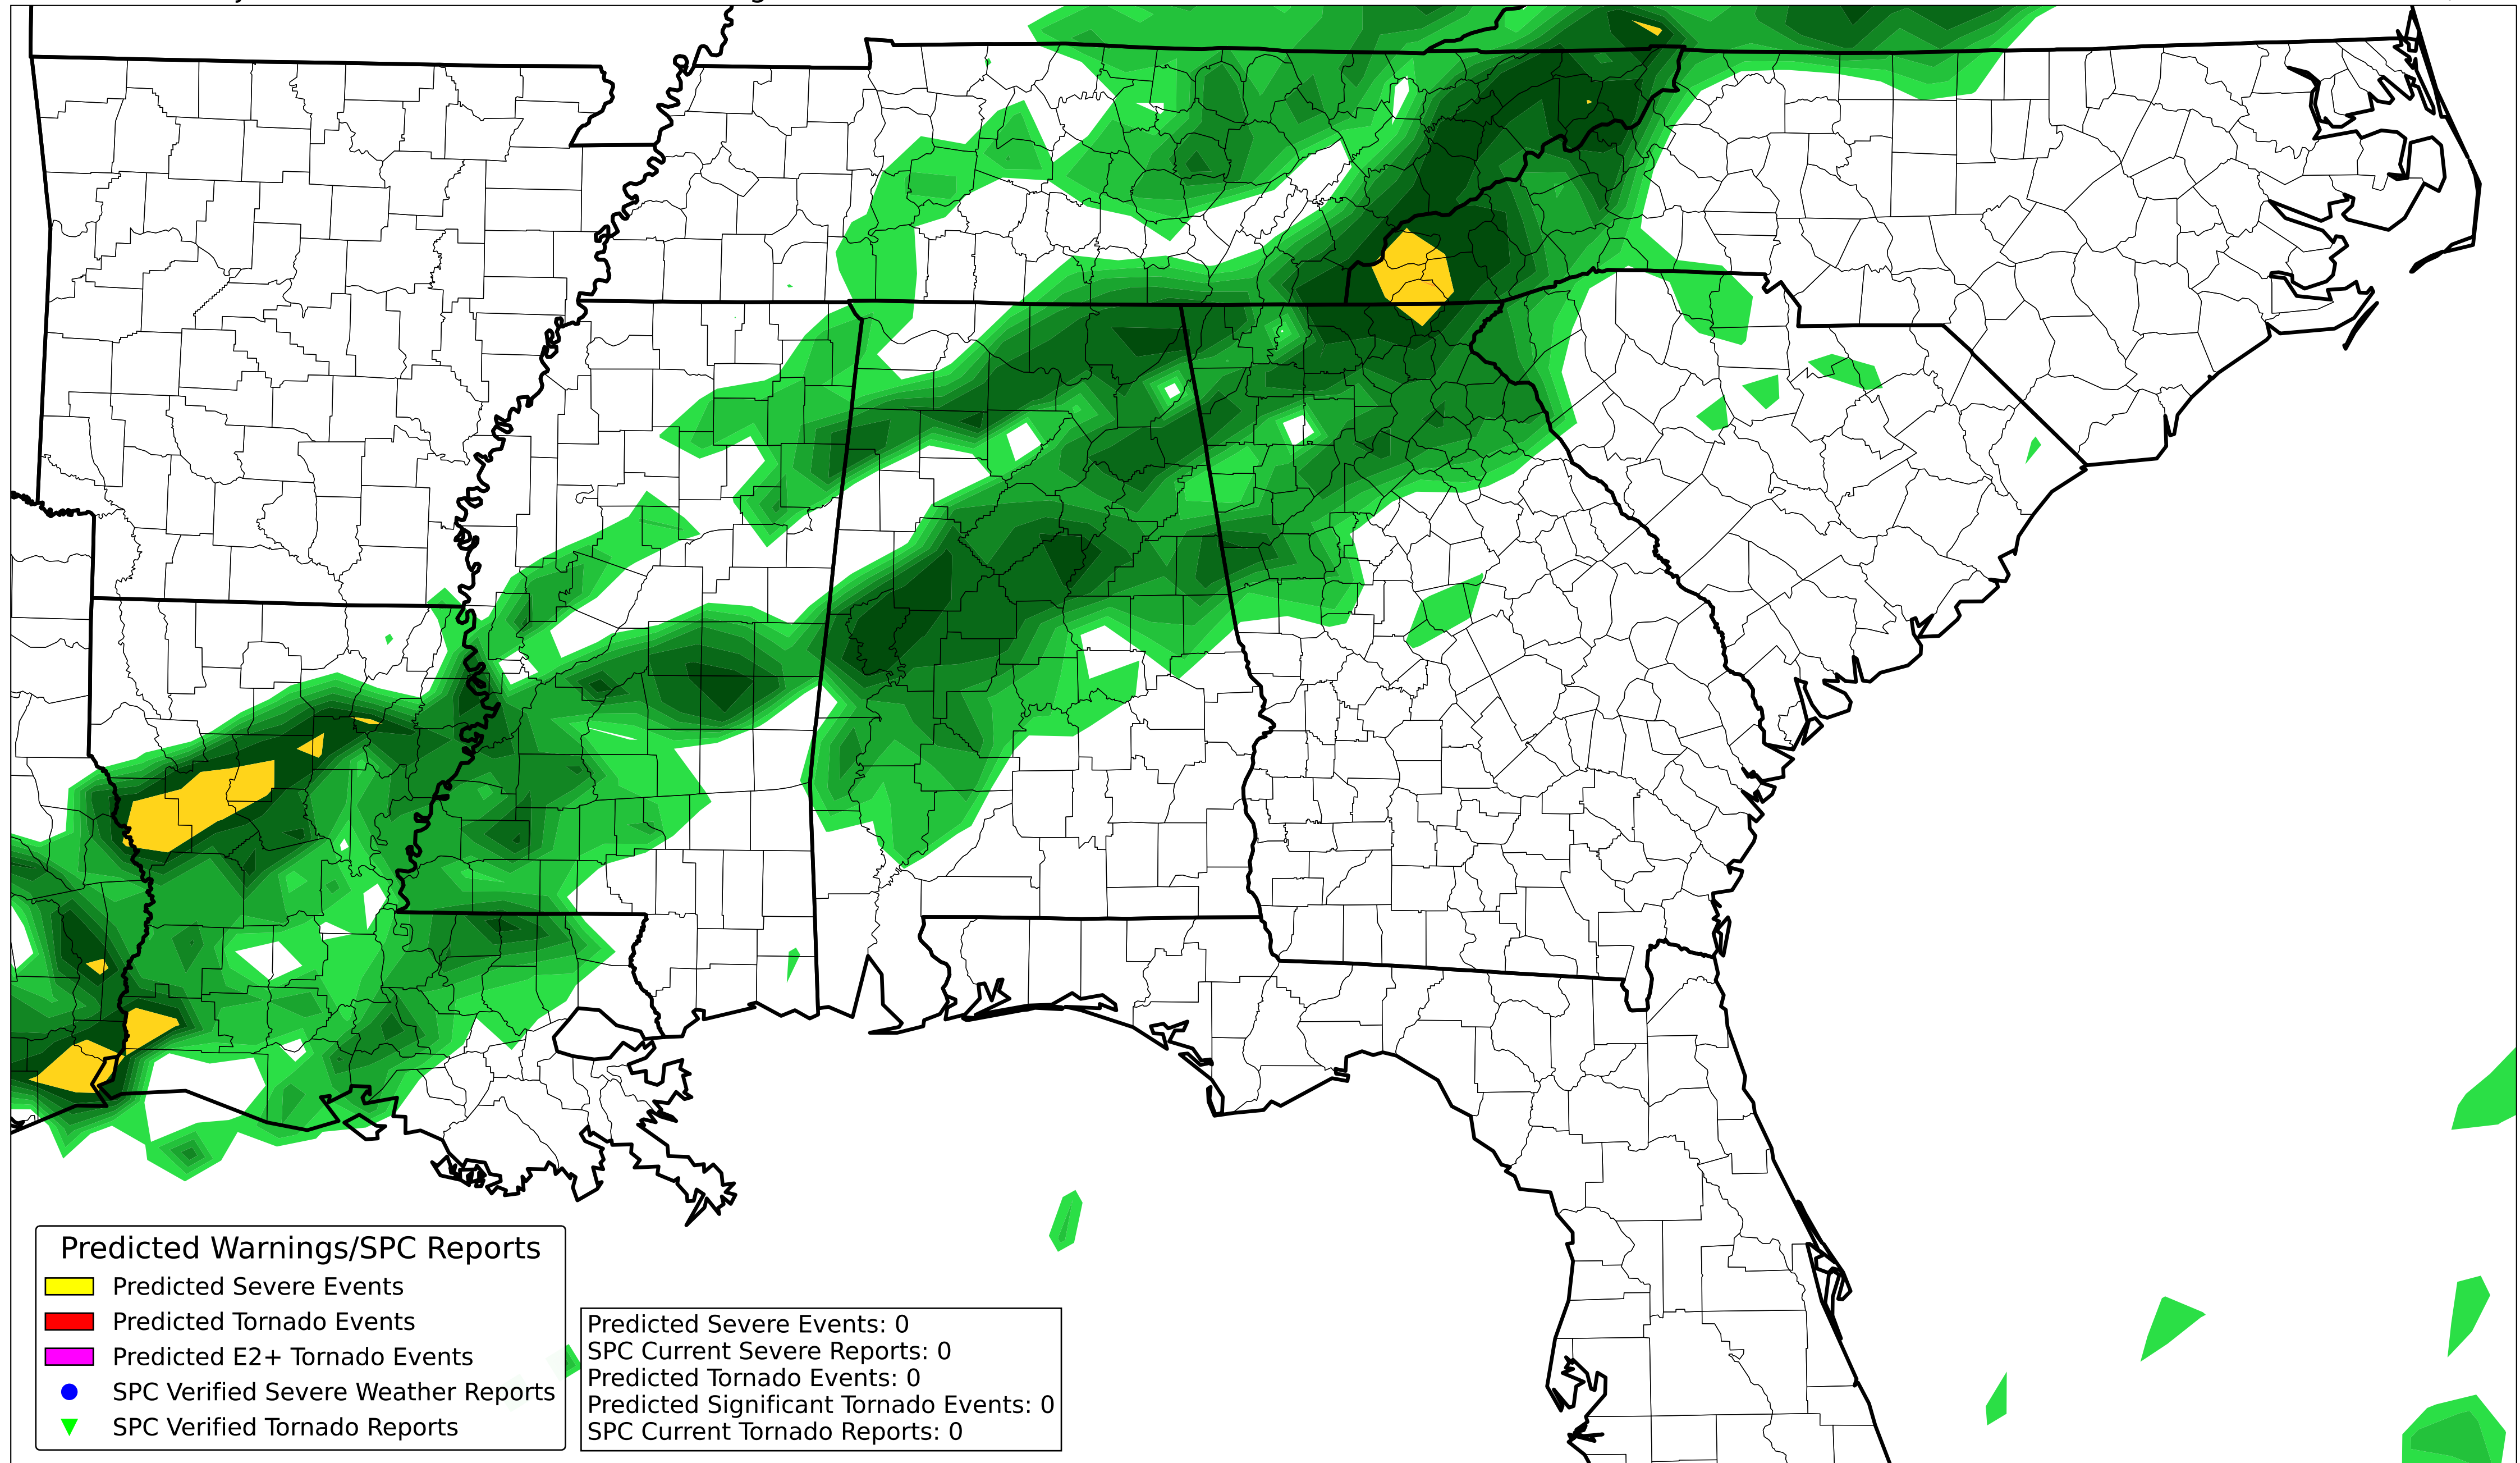 Predicted Warnings/SPC Reports
Predicted Severe Events
Predicted Tornado Events
Predicted E2+ Tornado Events
SPC Verified Severe Weather Reports
SPC Verified Tornado Reports
Predicted Severe Events: 0
SPC Current Severe Reports: 0
Predicted Tornado Events: 0
Predicted Significant Tornado Events: 0
SPC Current Tornado Reports: 0